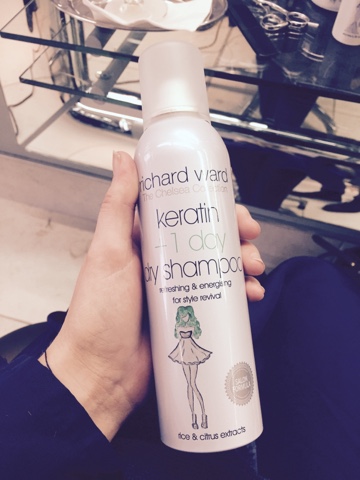 richard ward
The Chelsea Collection
keratin
+1 day
dry shampoo
refreshing & energising
for style revival
rice & citrus extracts